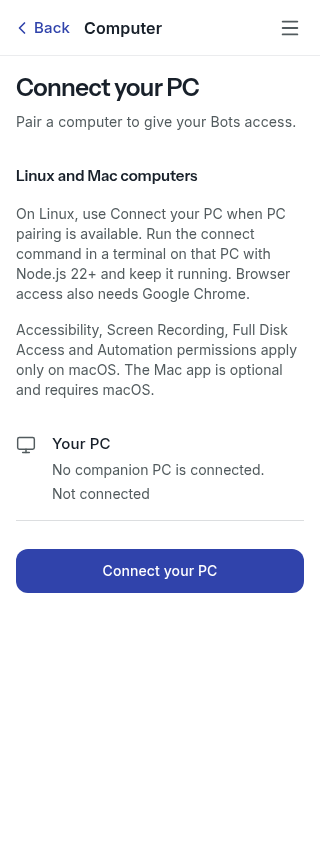 Back Computer
Connect your PC
Pair a computer to give your Bots access.
Linux and Mac computers
On Linux, use Connect your PC when PC
pairing is available. Run the connect
command in a terminal on that PC with
Node.js 22+ and keep it running. Browser
access also needs Google Chrome.
Accessibility, Screen Recording, Full Disk
Access and Automation permissions apply
only on macOS. The Mac app is optional
and requires macOS.
Your PC
No companion PC is connected.
Not connected
Connect your PC